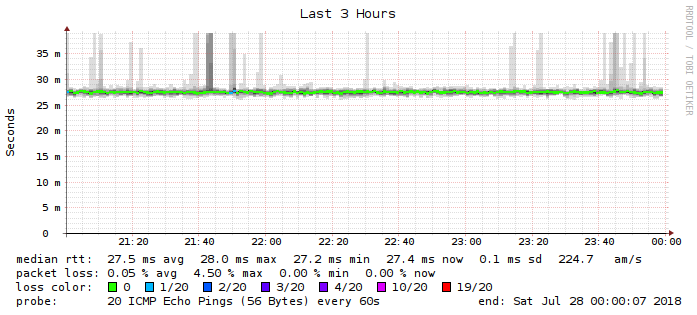 Last 3 Hours
RRDTOOL / TOBI OETIKER
Seconds
35 m
30 m
25 m
20 m
15 m
10 m
5 m
0
21:20 21:40 22:00 22:20 22:40 23:00 23:20 23:40 00:00
median rtt: 27.5 ms avg 28.0 ms max 27.2 ms min 27.4 ms now 0.1 ms sd 224.7 am/s
packet loss: 0.05 % avg 4.50 % max 0.00 % min 0.00 % now
loss color: 0 1/20 2/20 3/20 4/20 10/20 19/20
probe: 20 ICMP Echo Pings (56 Bytes) every 60s end: Sat Jul 28 00:00:07 2018